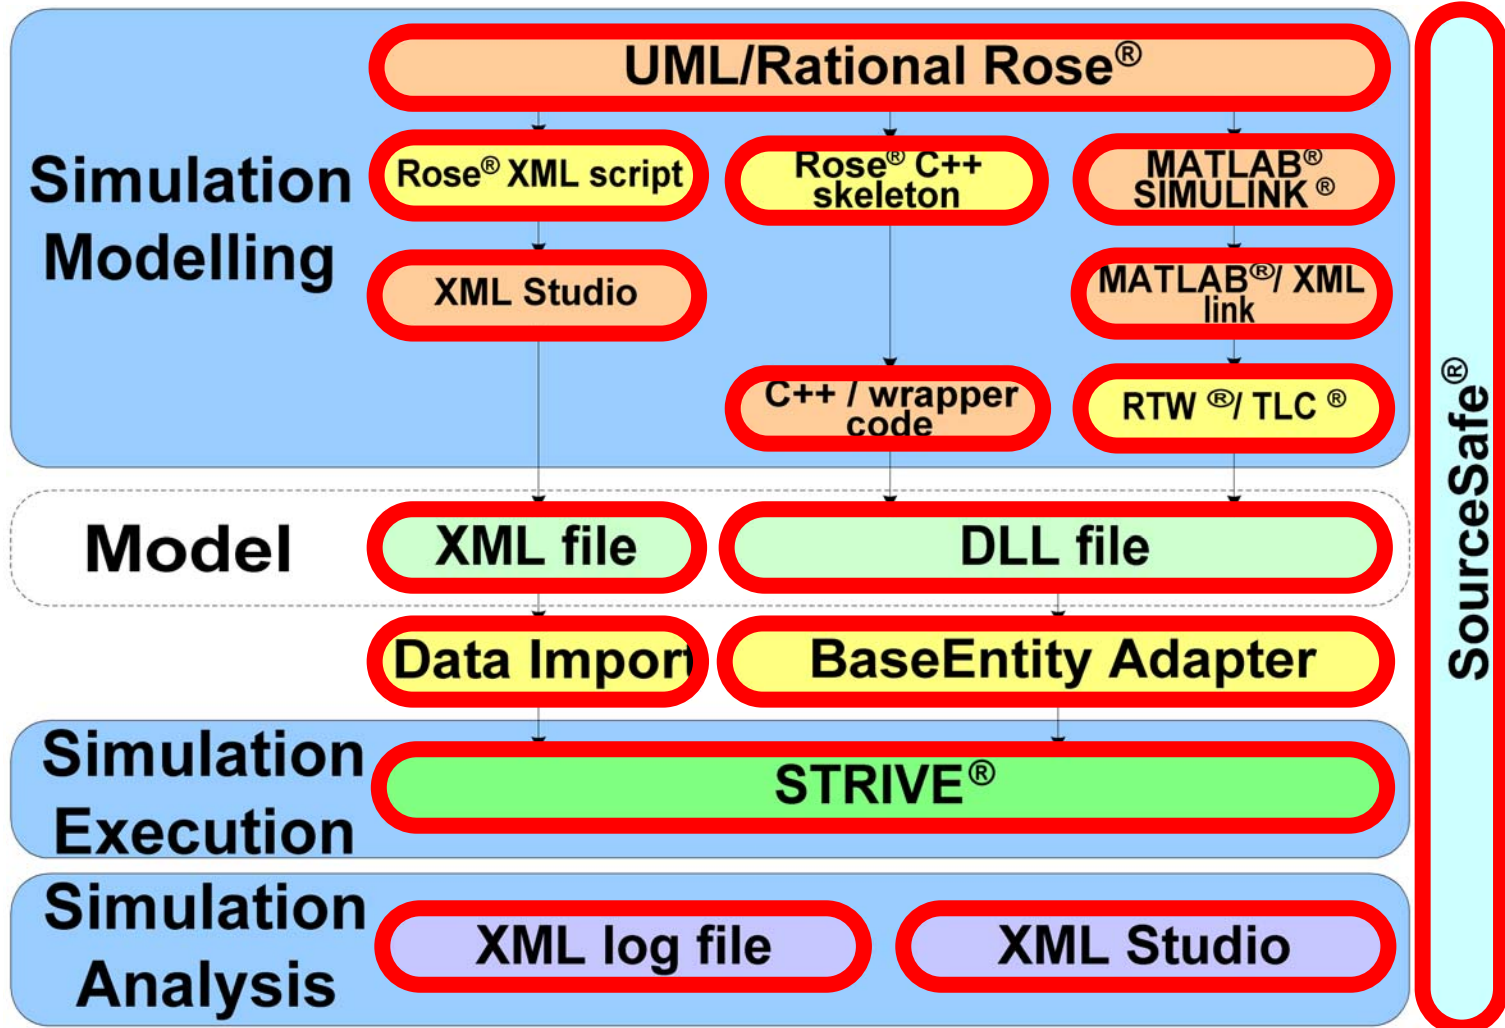 UML/Rational Rose®
Simulation
Modelling
Rose® XML script
Rose® C++
skeleton
MATLAB®
SIMULINK ®
XML Studio
MATLAB®/ XML
link
C++ / wrapper
code
RTW ®/ TLC ®
Model
XML file
DLL file
Data Import
BaseEntity Adapter
Simulation
Execution
STRIVE®
Simulation
Analysis
XML log file
XML Studio
SourceSafe®